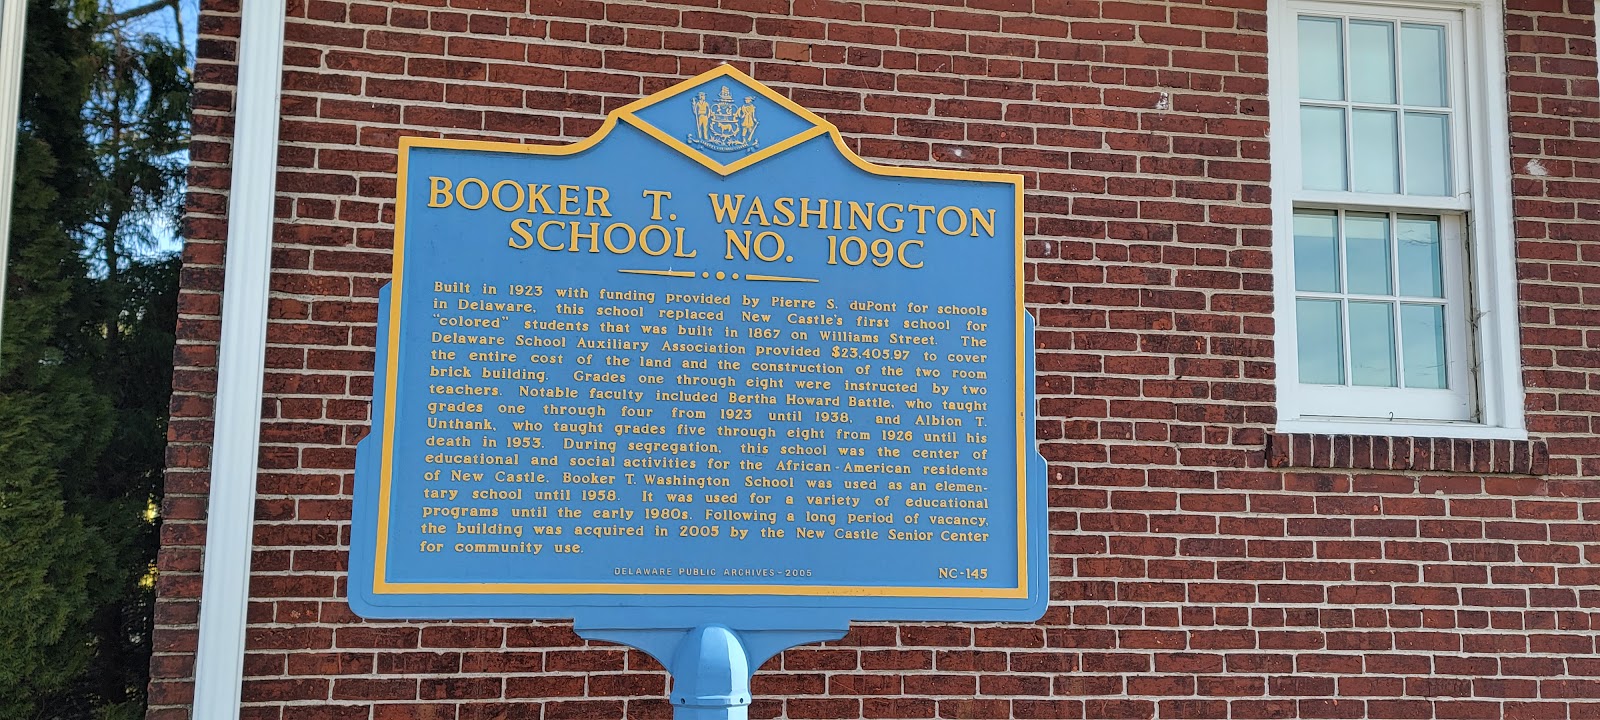 BOOKER T. WASHINGTON
SCHOOL NO. 109C
Built in 1923 with funding provided by Pierre S. duPont for schools
in Delaware, this school replaced New Castle's first school for
"colored" students that was built in 1867 on Williams Street. The
Delaware School Auxiliary Association provided $23,405.97 to cover
the entire cost of the land and the construction of the two room
brick building. Grades one through eight were instructed by two
teachers. Notable faculty included Bertha Howard Battle, who taught
grades one through four from 1923 until 1938, and Albion T.
Unthank, who taught grades five through eight from 1926 until his
death in 1953. During segregation, this school was the center of
educational and social activities for the African-American residents
of New Castle. Booker T. Washington School was used as an elemen-
tary school until 1958. It was used for a variety of educational
programs until the early 1980s. Following a long period of vacancy,
the building was acquired in 2005 by the New Castle Senior Center
for community use.
DELAWARE PUBLIC ARCHIVES-2005 NC-145